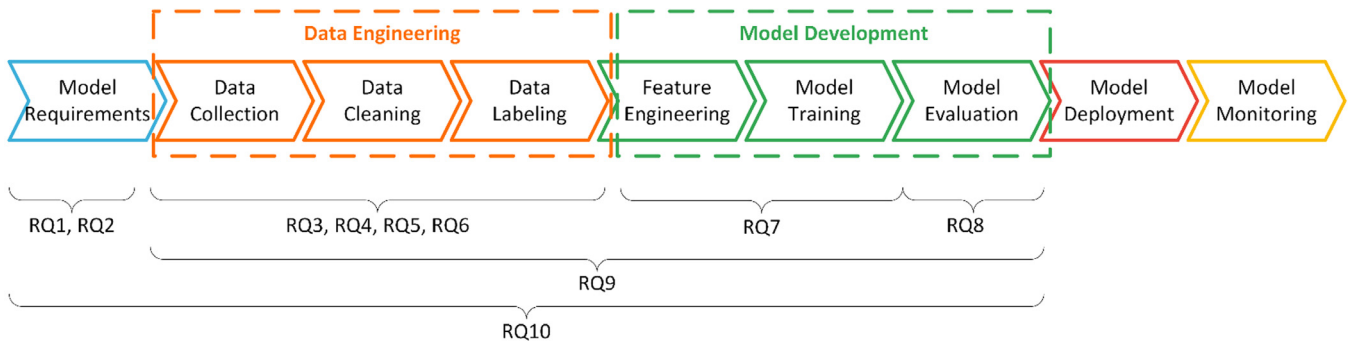 Data Engineering
Model Development
Model
Requirements
Data
Collection
Data
Cleaning
Data
Labeling
Feature
Engineering
Model
Training
Model
Evaluation
Model
Deployment
Model
Monitoring
RQ1, RQ2
RQ3, RQ4, RQ5, RQ6
RQ7
RQ8
RQ9
RQ10